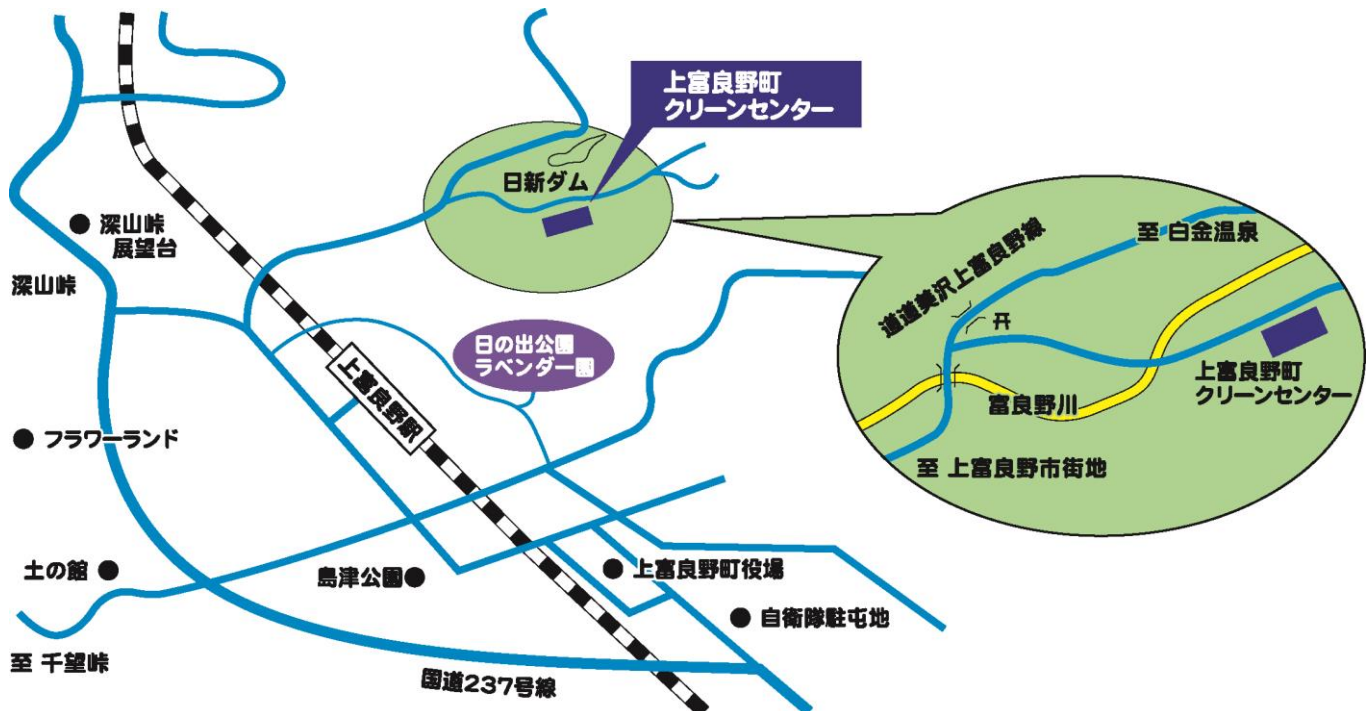 上富良野町
クリーンセンター
日新ダム
深山峠
展望台
深山峠
至 白金温泉
道道美沢上富良野線
日の出公園
ラベンダー園
上富良野駅
上富良野町
クリーンセンター
富良野川
フラワーランド
至 上富良野市街地
土の館
島津公園
上富良野町役場
自衛隊駐屯地
至 千望峠
国道237号線